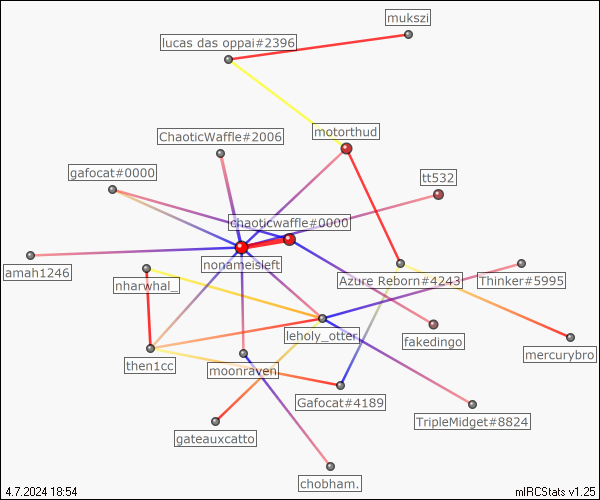 mukszi
lucas das oppai#2396
motorthud
ChaoticWaffle#2006
gafocat#0000
tt532
chaoticwaffle#0000
nonameisleft
amah1246
nharwhal_
Azure Reborn#4243
Thinker#5995
leholy_otter
fakedingo
mercurybro
then1cc
moonraven
Gafocat#4189
TripleMidget#8824
gateauxcatto
chobham.
4.7.2024 18:54
mIRCStats v1.25